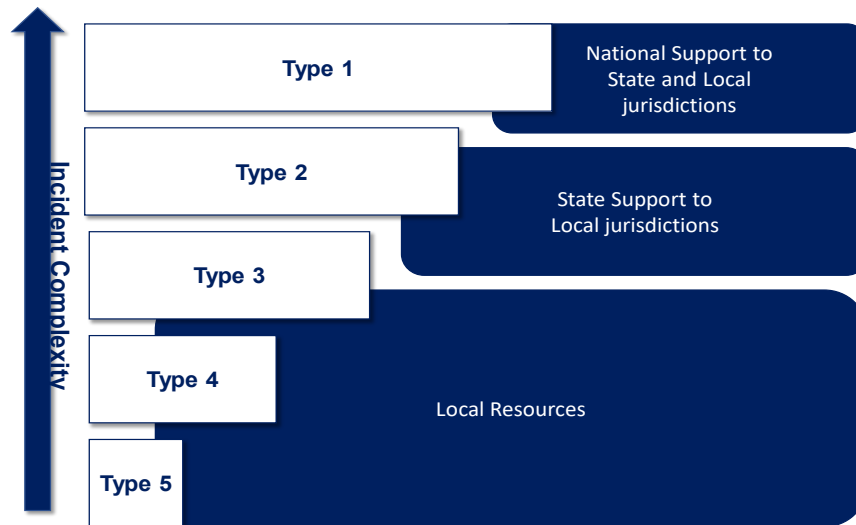 Type 1
National Support to
State and Local
jurisdictions
Type 2
State Support to
Local jurisdictions
Incident Complexity
Type 3
Type 4
Local Resources
Type 5